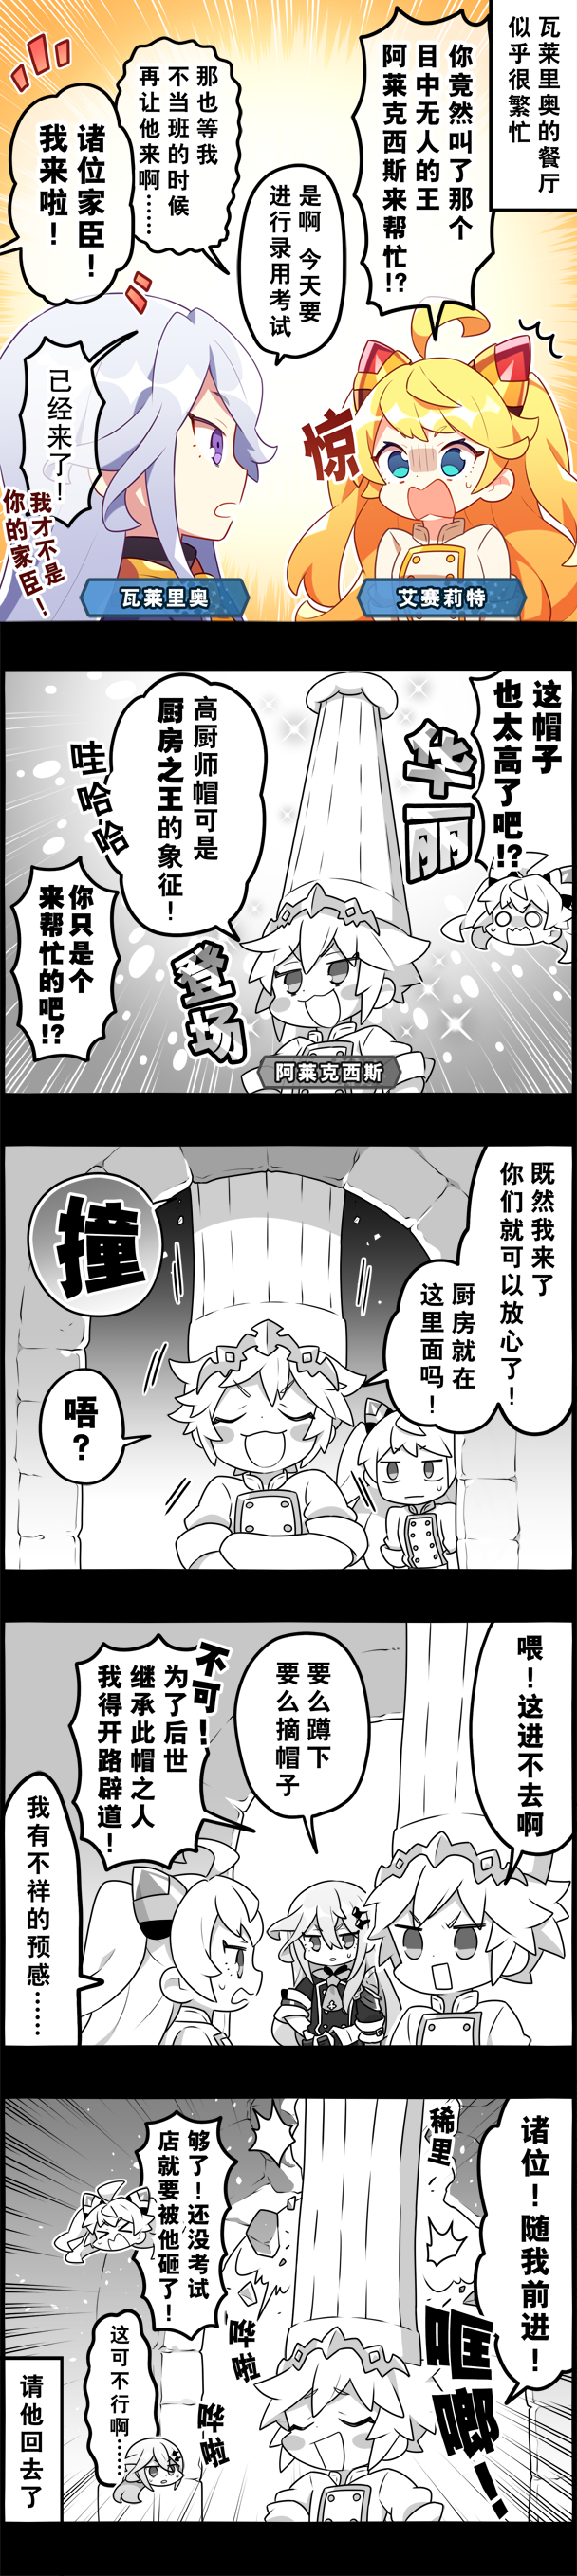 瓦莱里奥的餐厅
似乎很繁忙
你竟然叫了那个
目中无人的王
阿莱克西斯来帮忙!?
是啊 今天要
进行录用考试
那也等我
不当班的时候
再让他来啊……
诸位家臣！
我来啦！
已经来了！
我才不是
你的家臣！
惊
瓦莱里奥
艾赛莉特
这帽子
也太高了吧!?
华丽
高厨师帽可是
厨房之王的象征！
哇哈哈
你只是个
来帮忙的吧!?
登场
阿莱克西斯
既然我来了
你们就可以放心了！
厨房就在
这里面吗！
撞
唔？
喂！这进不去啊
要么蹲下
要么摘帽子
不可！
为了后世
继承此帽之人
我得开路辟道！
我有不祥的预感……
诸位！随我前进！
稀里
哐啷！
够了！还没考试
店就要被他砸了！
这可不行啊……
请他回去了